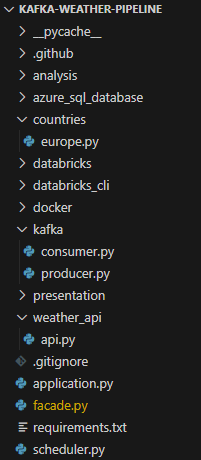 KAFKA-WEATHER-PIPELINE
__pycache__
.github
analysis
azure_sql_database
countries
europe.py
databricks
databricks_cli
docker
kafka
consumer.py
producer.py
presentation
weather_api
api.py
.gitignore
application.py
facade.py
requirements.txt
scheduler.py